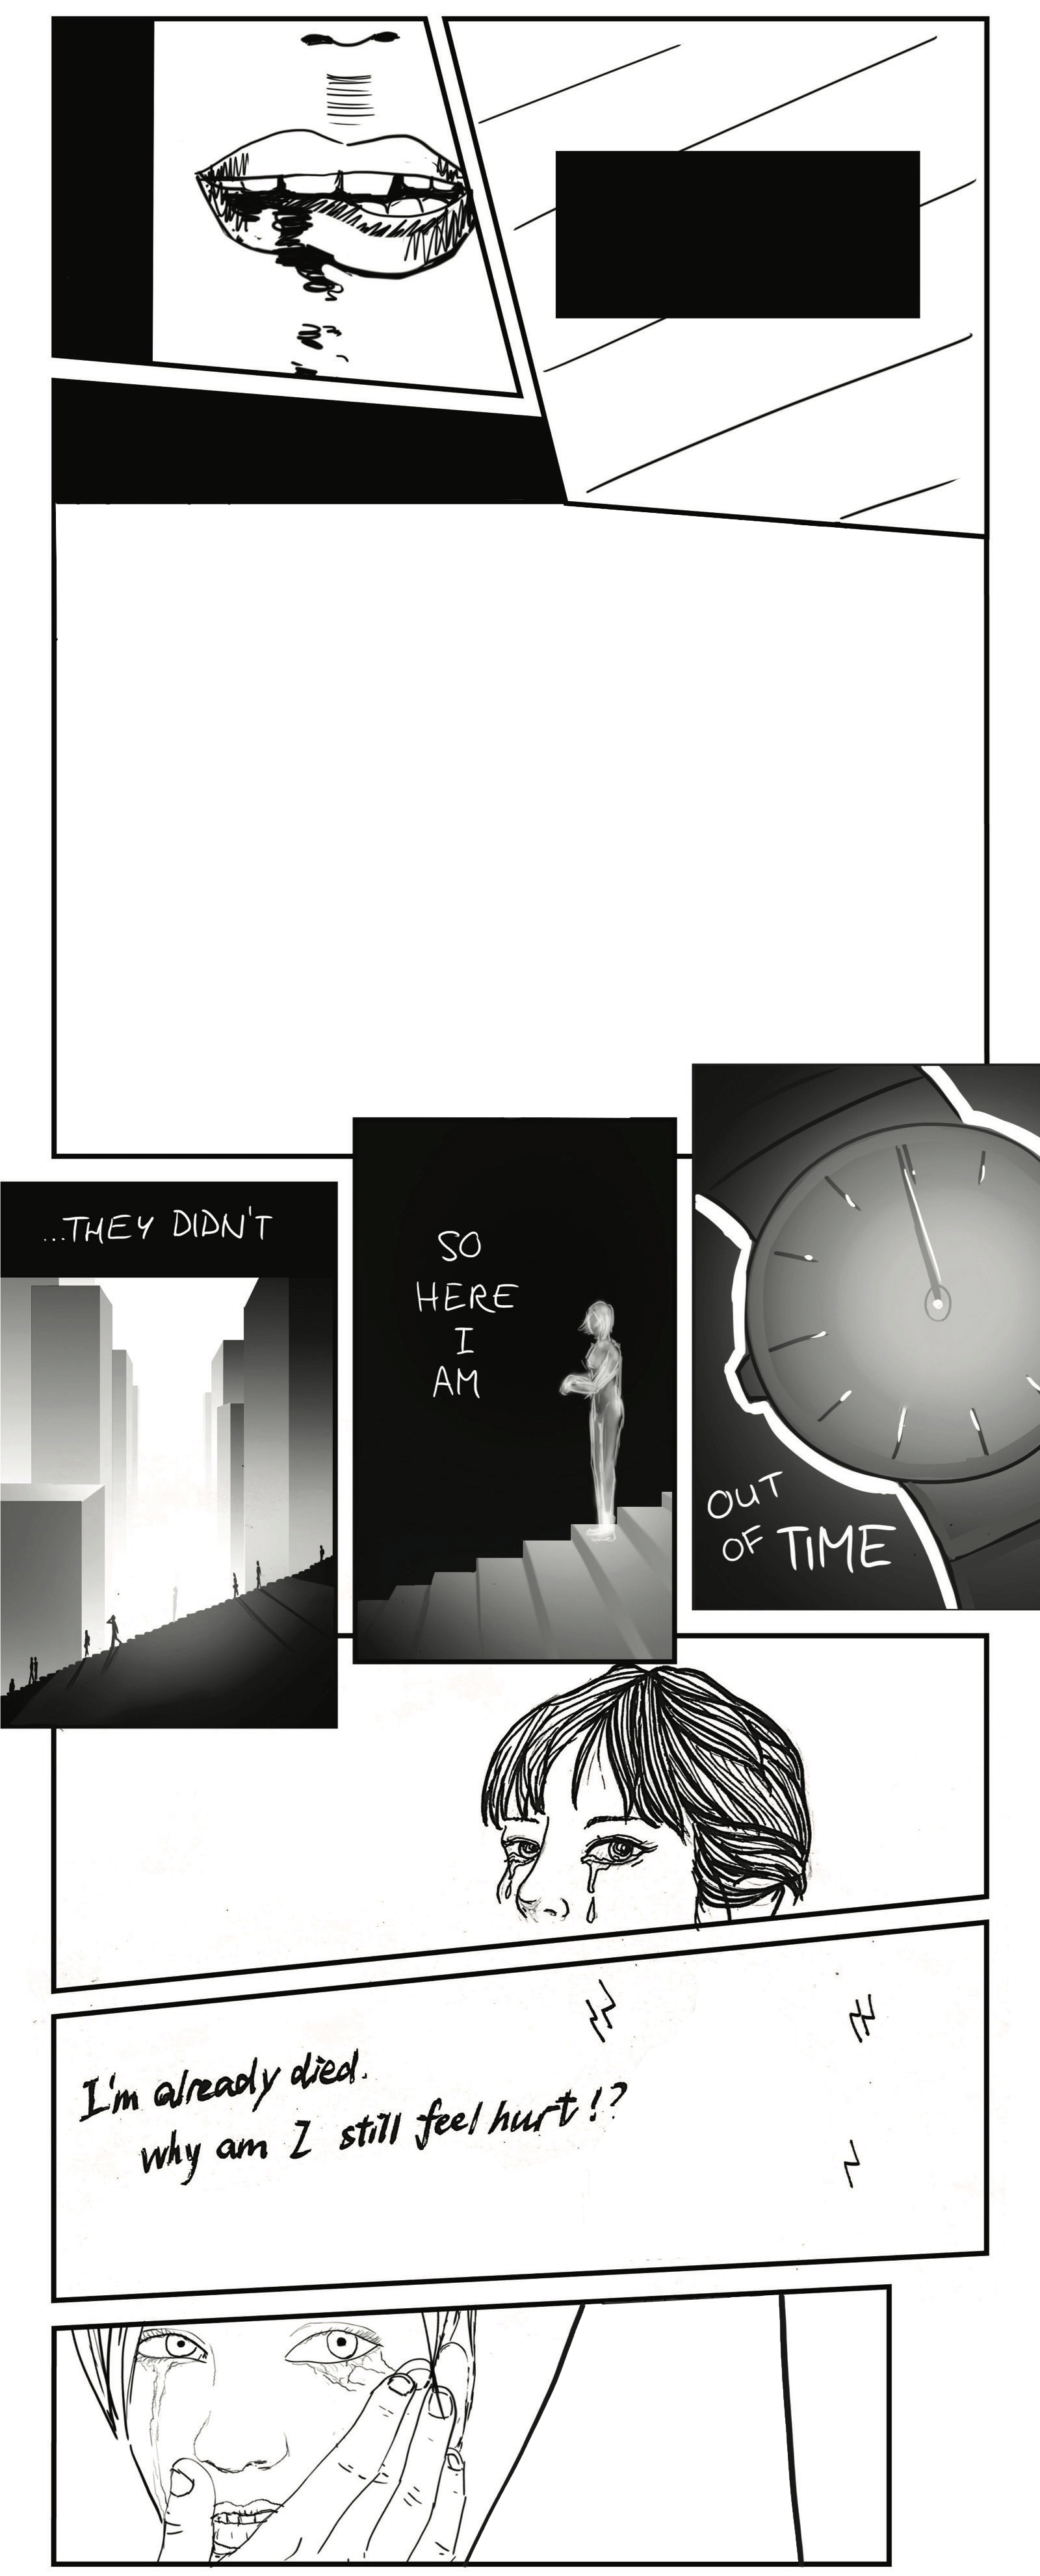 ...THEY DIDN'T
SO
HERE
I
AM
OUT
OF TIME
I'm already died.
why am I still feel hurt!?